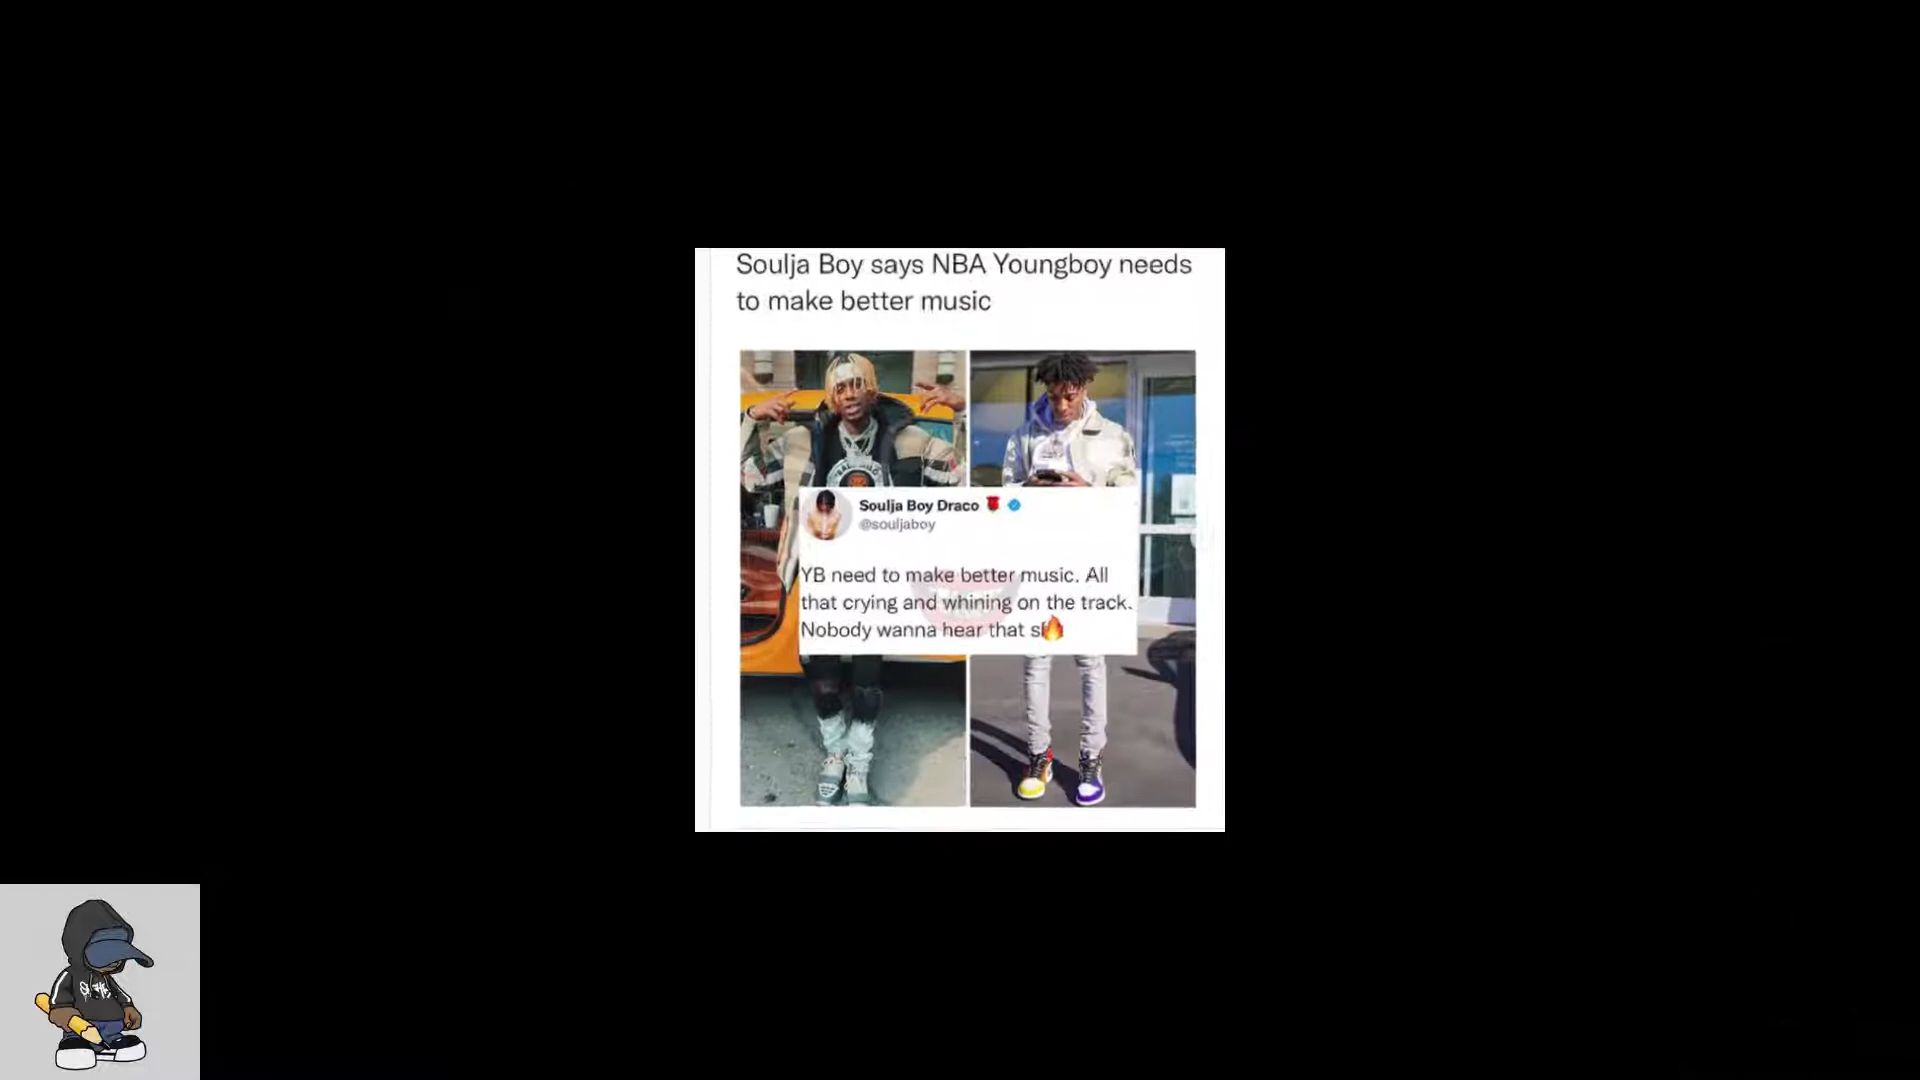 Soulja Boy says NBA Youngboy needs
to make better music
Soulja Boy Draco
@souljaboy
YB need to make better music. All
that crying and whining on the track.
Nobody wanna hear that s